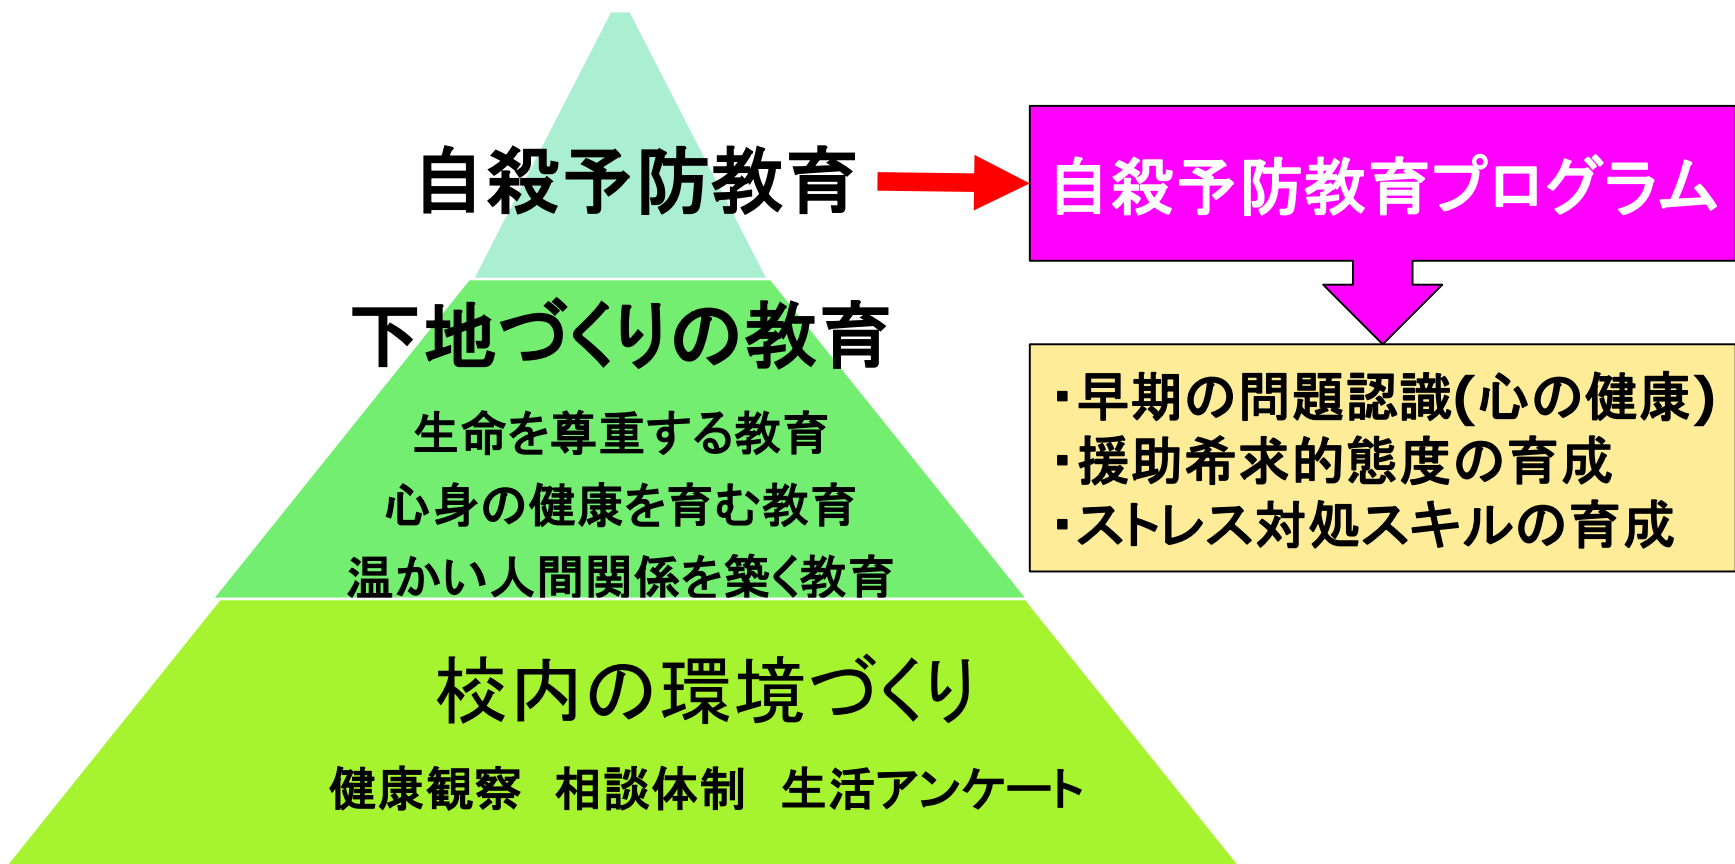 自殺予防教育
自殺予防教育プログラム
下地づくりの教育
生命を尊重する教育
心身の健康を育む教育
温かい人間関係を築く教育
・早期の問題認識(心の健康)
・援助希求的態度の育成
・ストレス対処スキルの育成
校内の環境づくり
健康観察　相談体制　生活アンケート